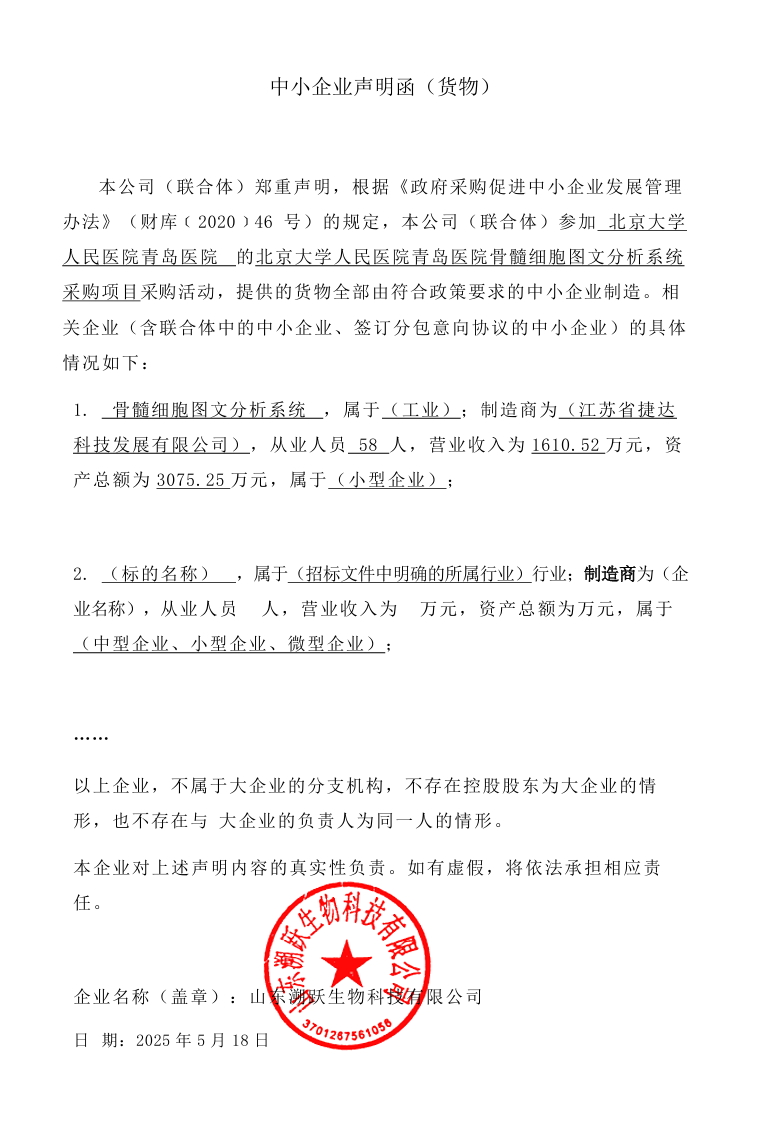 中小企业声明函（货物）
本公司（联合体）郑重声明，根据《政府采购促进中小企业发展管理
办法》（财库﹝2020﹞46 号）的规定，本公司（联合体）参加 北京大学
人民医院青岛医院 的北京大学人民医院青岛医院骨髓细胞图文分析系统
采购项目采购活动，提供的货物全部由符合政策要求的中小企业制造。相
关企业（含联合体中的中小企业、签订分包意向协议的中小企业）的具体
情况如下：
1. 骨髓细胞图文分析系统 ，属于（工业）；制造商为（江苏省捷达
科技发展有限公司），从业人员 58 人，营业收入为 1610.52 万元，资
产总额为 3075.25 万元，属于（小型企业）；
2. （标的名称） ，属于（招标文件中明确的所属行业）行业；制造商为（企
业名称），从业人员 人，营业收入为 万元，资产总额为万元，属于
（中型企业、小型企业、微型企业）；
……
以上企业，不属于大企业的分支机构，不存在控股股东为大企业的情
形，也不存在与 大企业的负责人为同一人的情形。
本企业对上述声明内容的真实性负责。如有虚假，将依法承担相应责
任。
山东溯跃生物科技有限公司
企业名称（盖章）：山东溯跃生物科技有限公司
3701267561056
日 期：2025 年 5 月 18 日